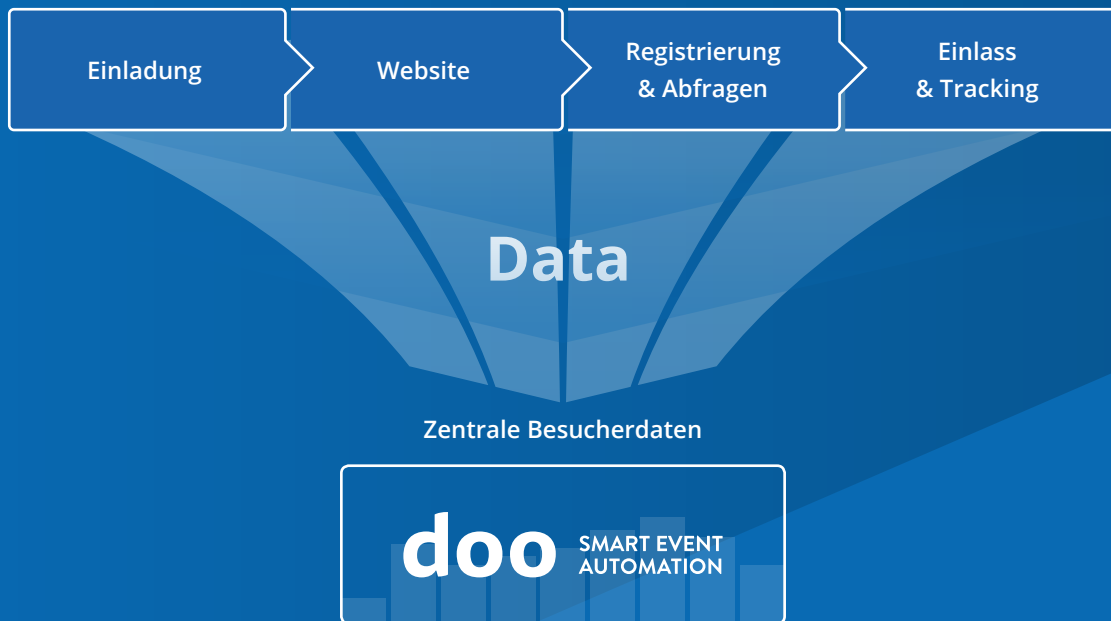 Einladung
Website
Registrierung
& Abfragen
Einlass
& Tracking
Data
Zentrale Besucherdaten
doo
SMART EVENT
AUTOMATION